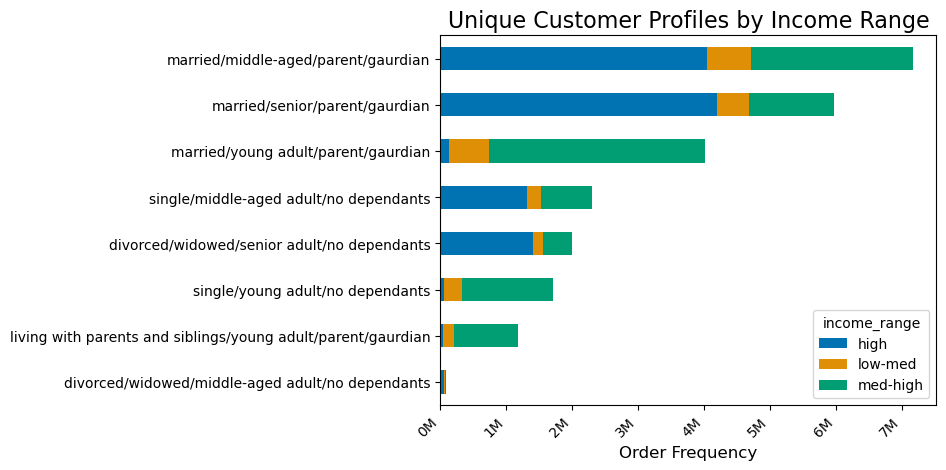 Unique Customer Profiles by Income Range
married/middle-aged/parent/gaurdian
married/senior/parent/gaurdian
married/young adult/parent/gaurdian
single/middle-aged adult/no dependants
divorced/widowed/senior adult/no dependants
single/young adult/no dependants
living with parents and siblings/young adult/parent/gaurdian
divorced/widowed/middle-aged adult/no dependants
income_range
high
low-med
med-high
0M 1M 2M 3M 4M 5M 6M 7M
Order Frequency